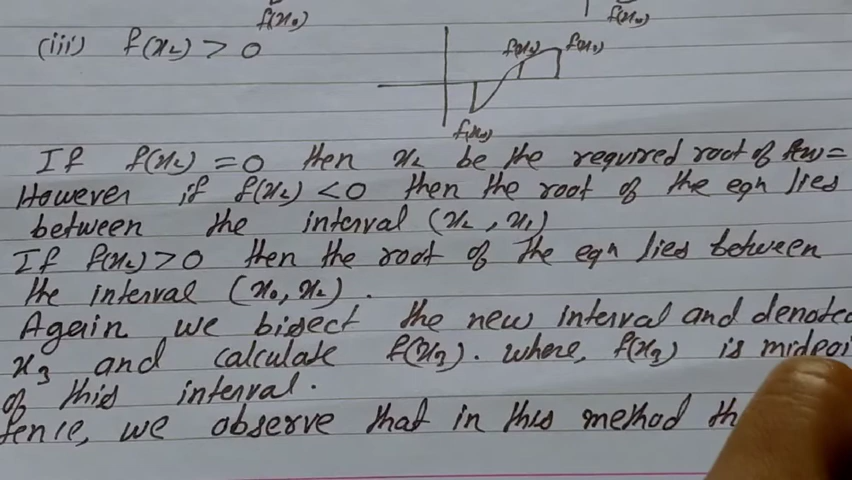 f(x₀) f(x₀)
(iii) f(x₂) > 0
f(x₂) f(x₁)
f(x₀)
If f(x₂) = 0 then x₂ be the required root of f(x)=
However if f(x₂) < 0 then the root of the eqn lies
between the interval (x₂, x₁)
If f(x₂) > 0 then the root of the eqn lies between
the interval (x₀, x₂).
Again we bisect the new interval and denoted
x₃ and calculate f(x₃). where, f(x₃) is midpoi
of this interval.
we observe that in this method